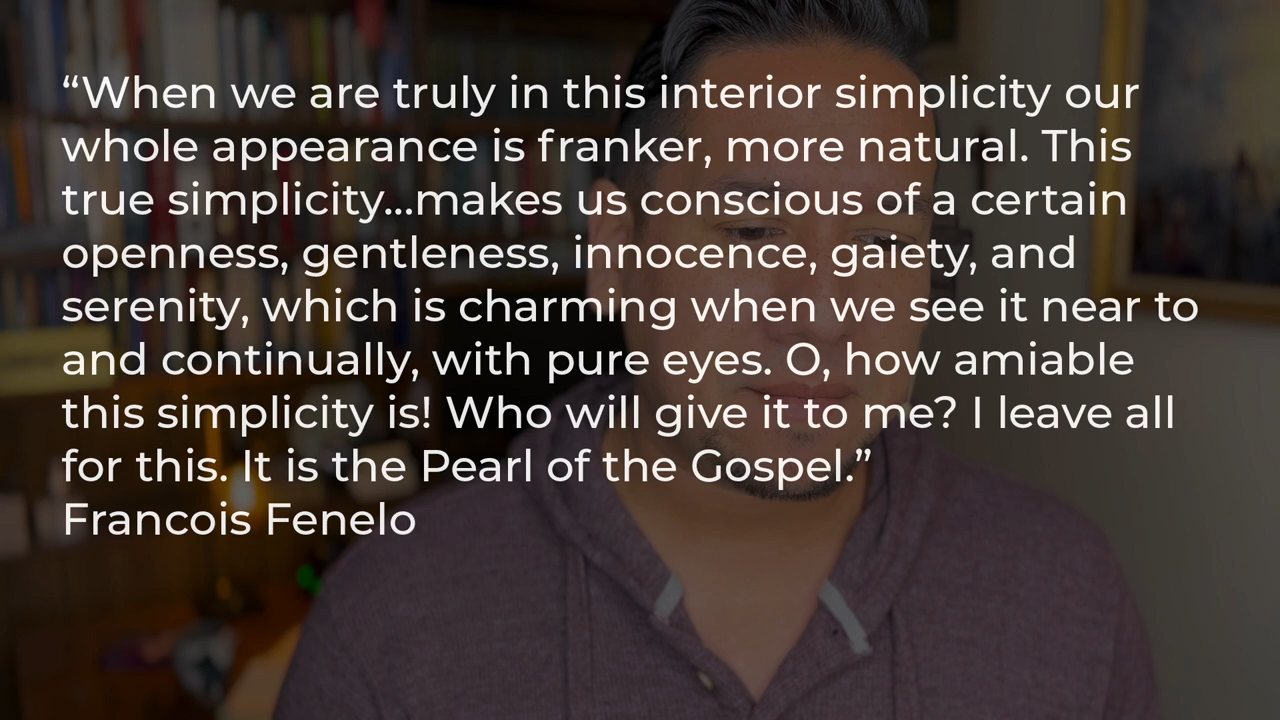 “When we are truly in this interior simplicity our
whole appearance is franker, more natural. This
true simplicity...makes us conscious of a certain
openness, gentleness, innocence, gaiety, and
serenity, which is charming when we see it near to
and continually, with pure eyes. O, how amiable
this simplicity is! Who will give it to me? I leave all
for this. It is the Pearl of the Gospel.”
Francois Fenelo